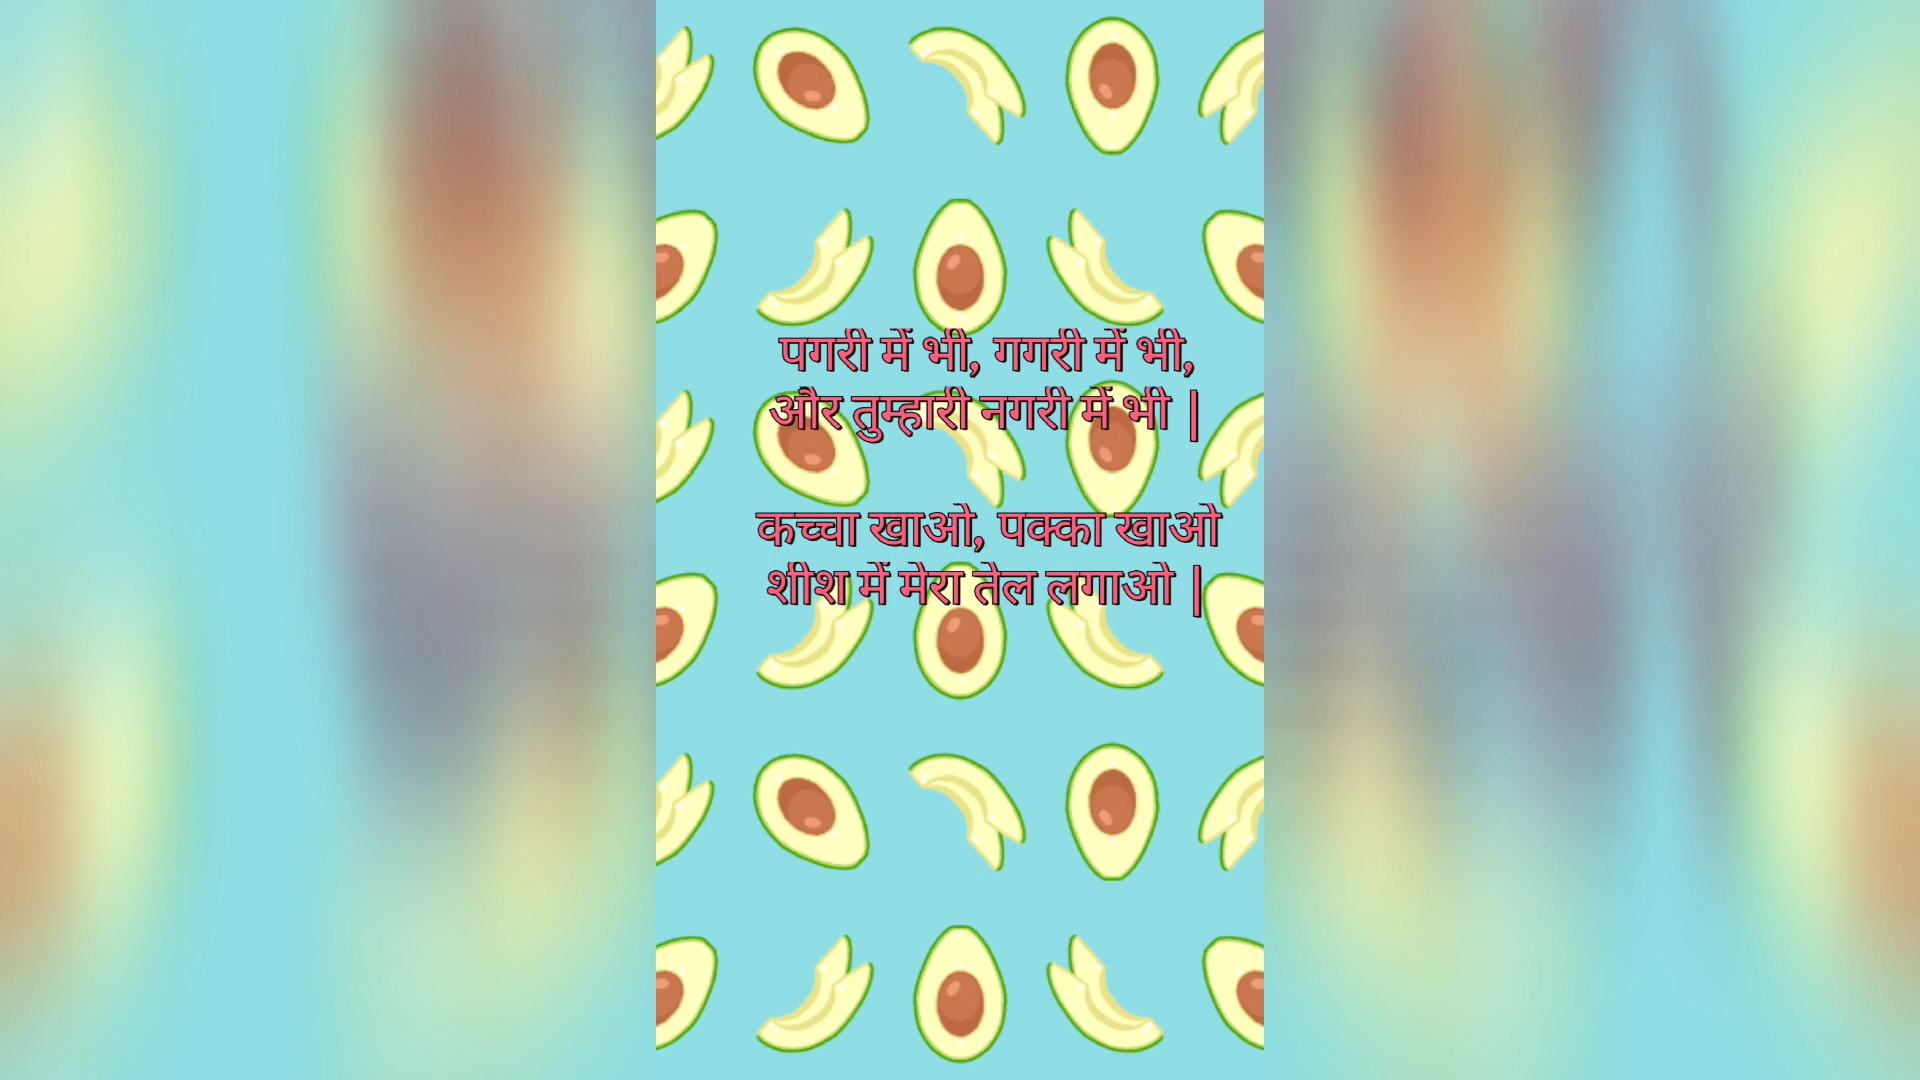 पगरी में भी, गगरी में भी,
और तुम्हारी नगरी में भी |
कच्चा खाओ, पक्का खाओ
शीश में मेरा तेल लगाओ |